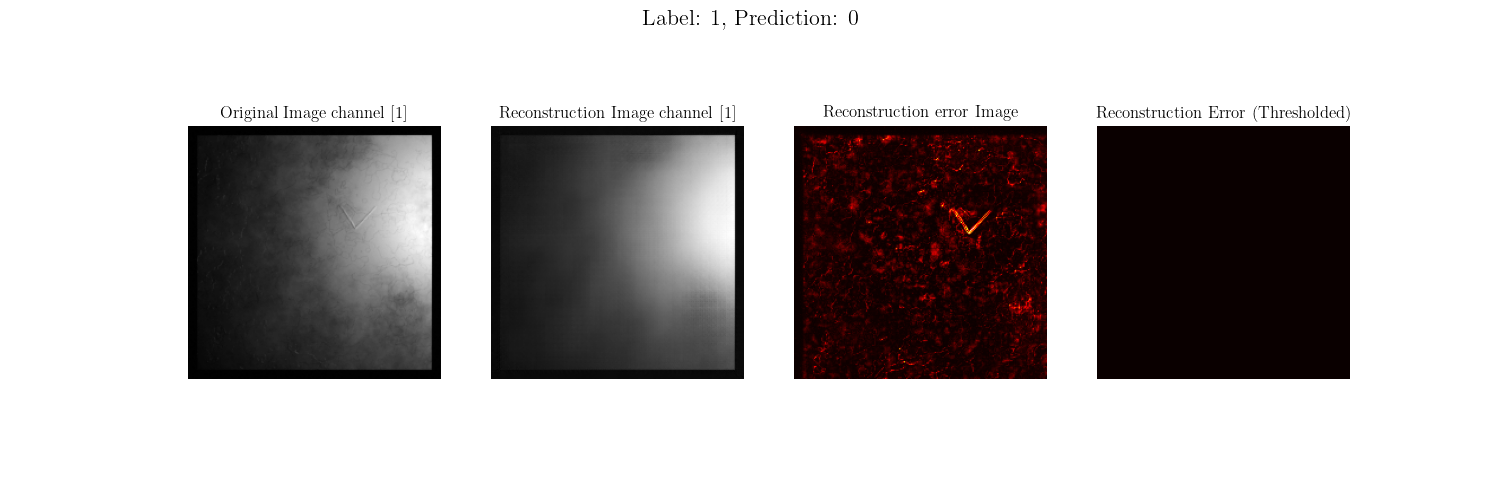 Label: 1, Prediction: 0
Original Image channel [1]
Reconstruction Image channel [1]
Reconstruction error Image
Reconstruction Error (Thresholded)